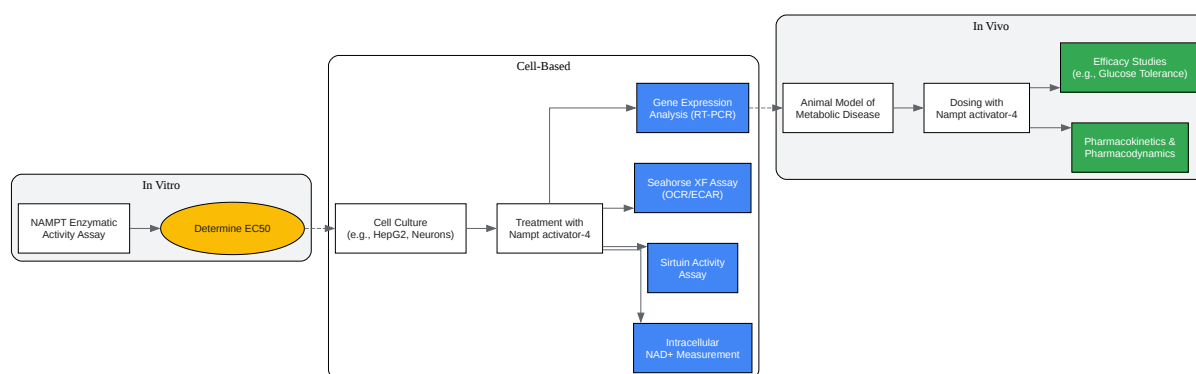 In Vitro
NAMPT Enzymatic
Activity Assay
Determine EC50
Cell-Based
Cell Culture
(e.g., HepG2, Neurons)
Treatment with
Nampt activator-4
Gene Expression
Analysis (RT-PCR)
Seahorse XF Assay
(OCR/ECAR)
Sirtuin Activity
Assay
Intracellular
NAD+ Measurement
In Vivo
Animal Model of
Metabolic Disease
Dosing with
Nampt activator-4
Efficacy Studies
(e.g., Glucose Tolerance)
Pharmacokinetics &
Pharmacodynamics